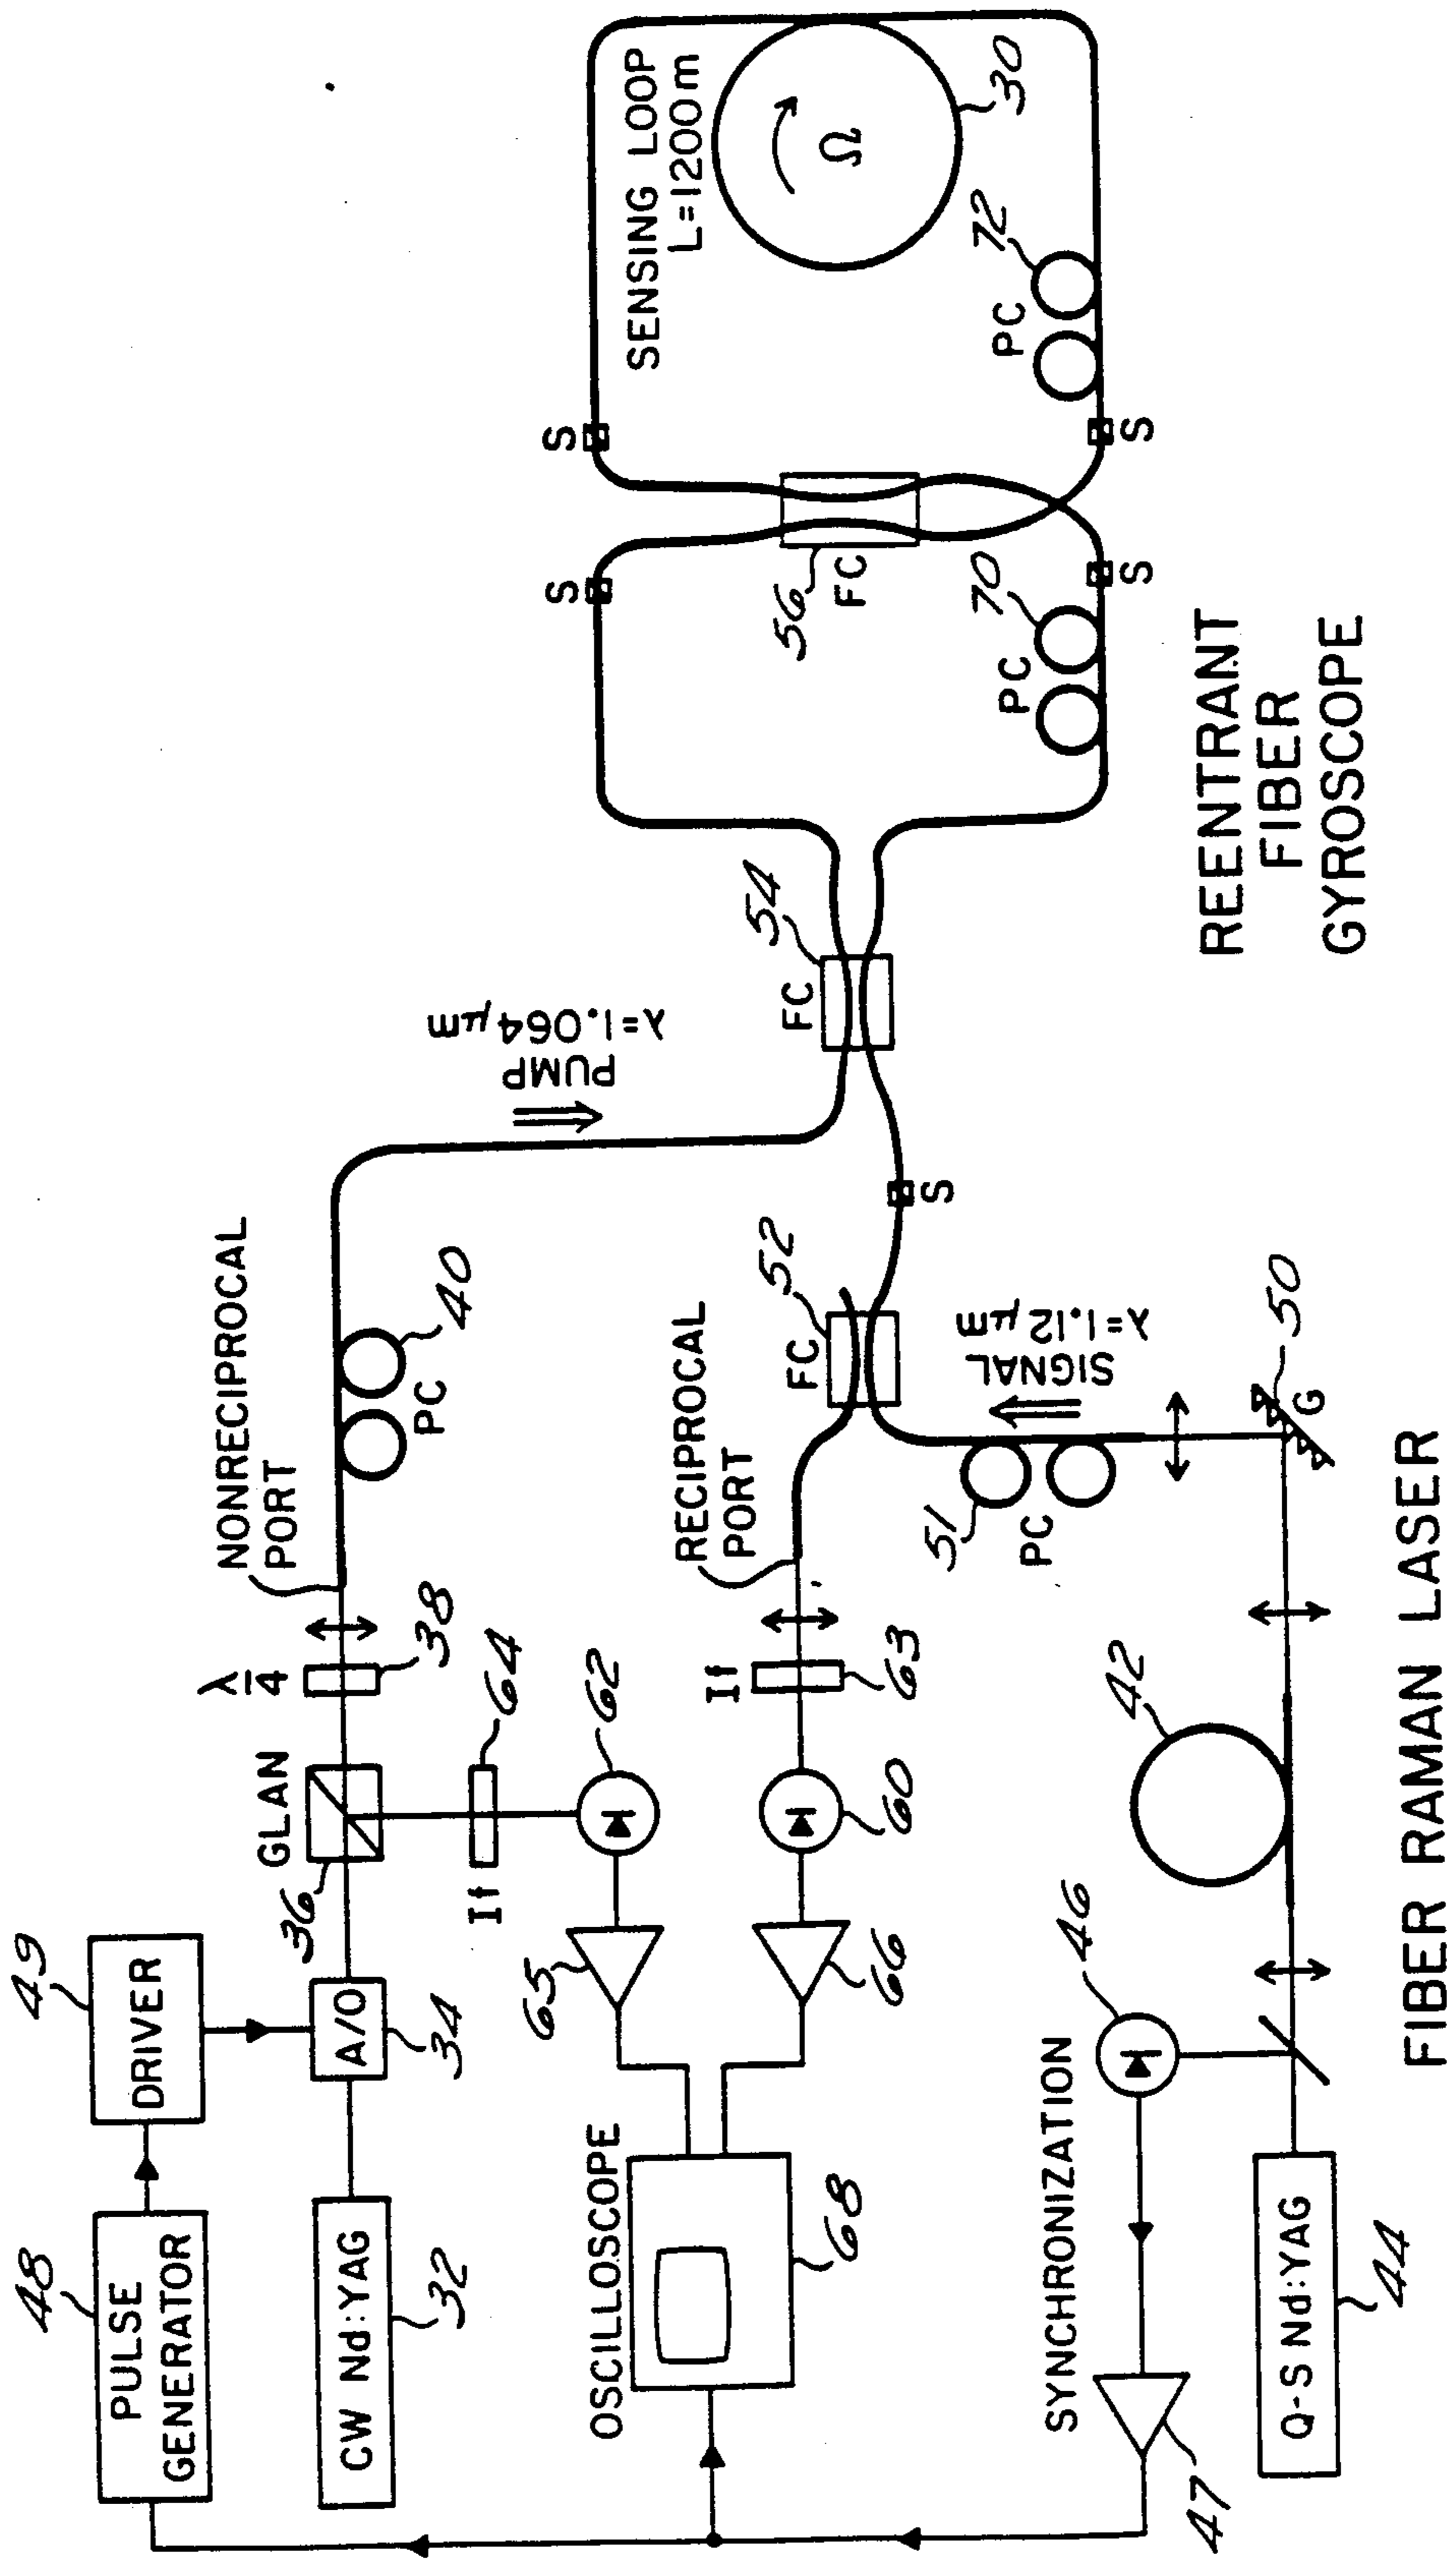 49
DRIVER
48
PULSE
GENERATOR
A/O
34
CW Nd:YAG
32
GLAN
36
λ/4
38
NONRECIPROCAL
PORT
PC
40
PUMP
λ=1.064μm
If
64
62
65
OSCILLOSCOPE
68
66
60
If
63
RECIPROCAL
PORT
FC
52
S
FC
54
S
S
56
FC
SENSING LOOP
L=1200m
Ω
30
PC
70
S
S
PC
72
SIGNAL
λ=1.12μm
51
PC
G
50
42
46
SYNCHRONIZATION
47
Q-S Nd:YAG
44
FIBER RAMAN LASER
REENTRANT
FIBER
GYROSCOPE